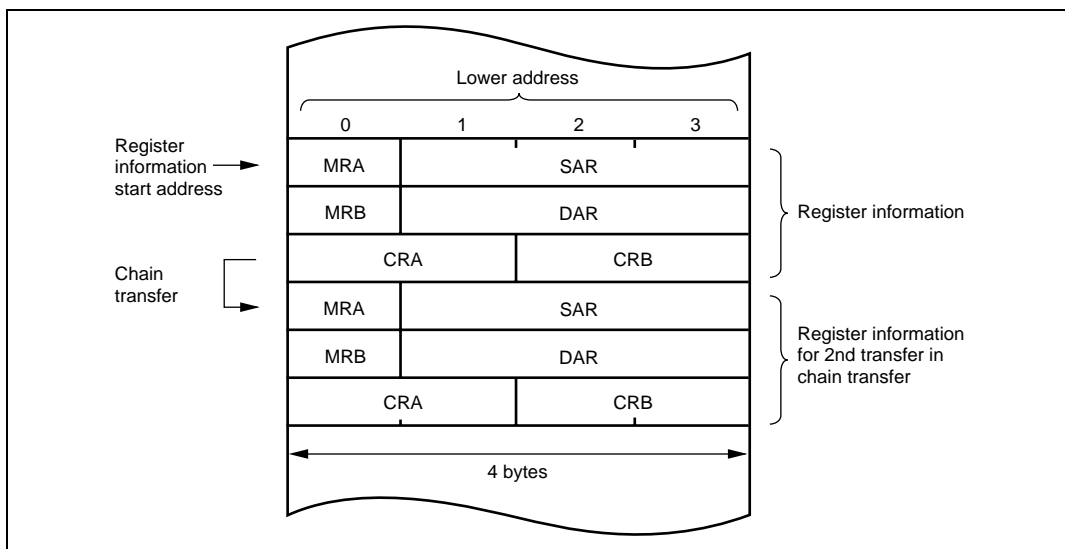 Lower address
0 1 2 3
Register
information
start address
MRA SAR
MRB DAR
Register information
CRA CRB
Chain
transfer
MRA SAR
MRB DAR
Register information
for 2nd transfer in
chain transfer
CRA CRB
4 bytes